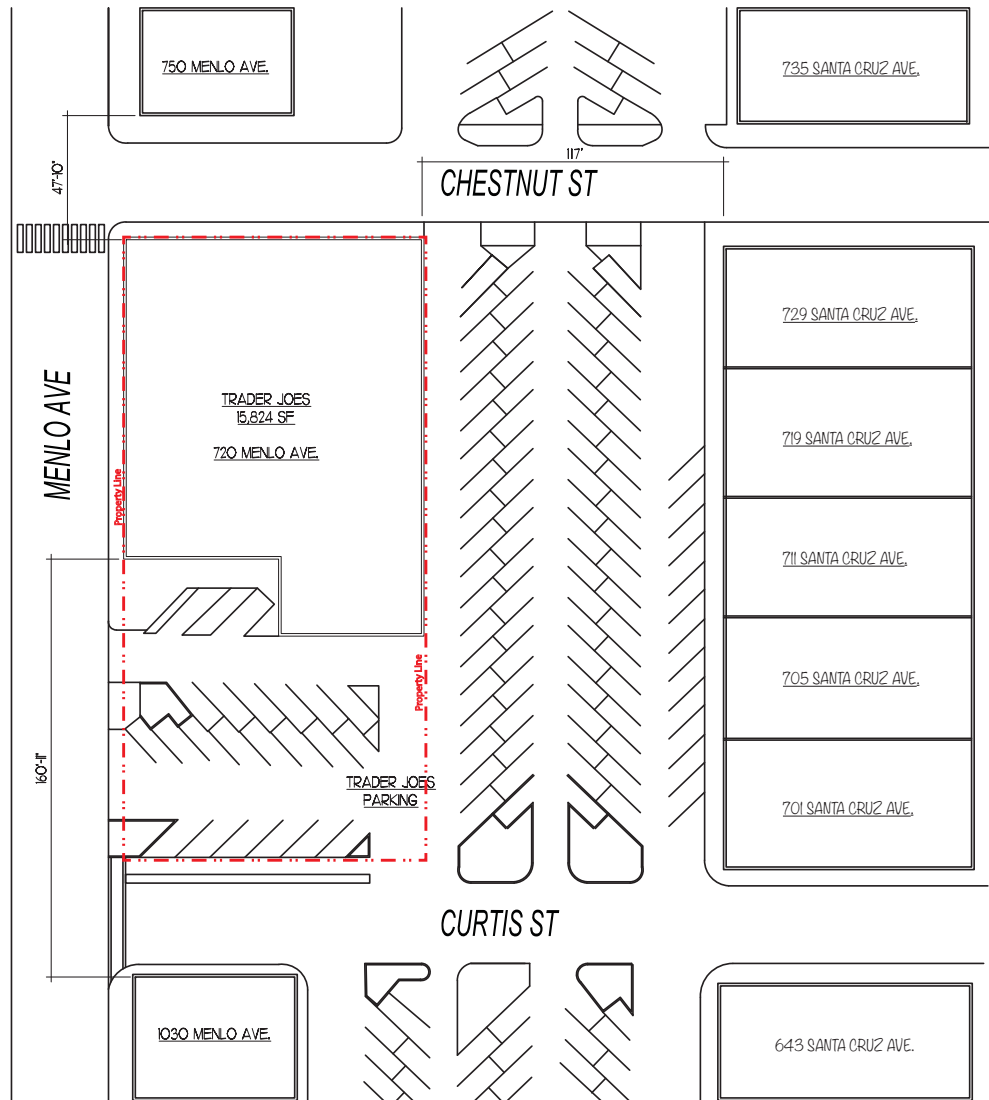 750 MENLO AVE.
735 SANTA CRUZ AVE.
117'
47'-10"
CHESTNUT ST
729 SANTA CRUZ AVE.
MENLO AVE
TRADER JOES
15,824 SF
720 MENLO AVE.
719 SANTA CRUZ AVE.
Property Line
711 SANTA CRUZ AVE.
Property Line
705 SANTA CRUZ AVE.
160'-11"
TRADER JOES
PARKING
701 SANTA CRUZ AVE.
CURTIS ST
1030 MENLO AVE.
643 SANTA CRUZ AVE.